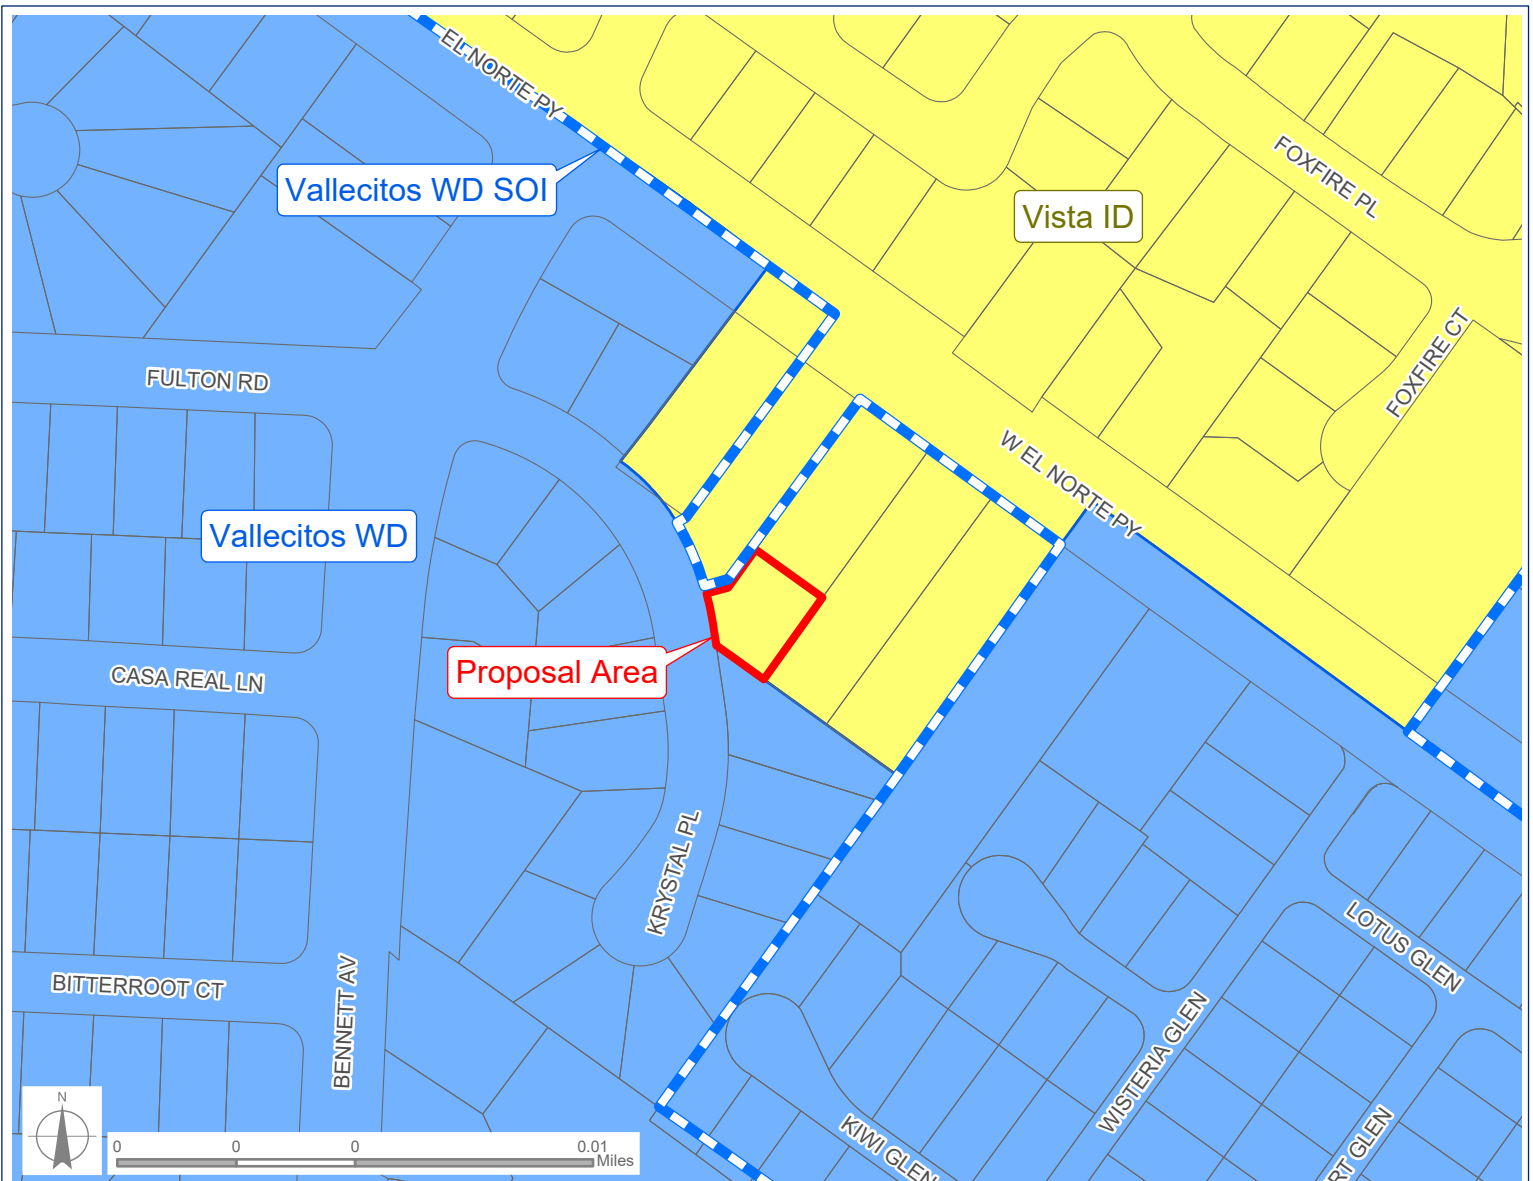 EL NORTE PY
FOXFIRE PL
Vallecitos WD SOI
Vista ID
FOXFIRE CT
FULTON RD
W EL NORTE PY
Vallecitos WD
CASA REAL LN
Proposal Area
KRYSTAL PL
LOTUS GLEN
BITTERROOT CT
BENNETT AV
WISTERIA GLEN
KIWI GLEN
RT GLEN
N
0 0 0 0.01
Miles